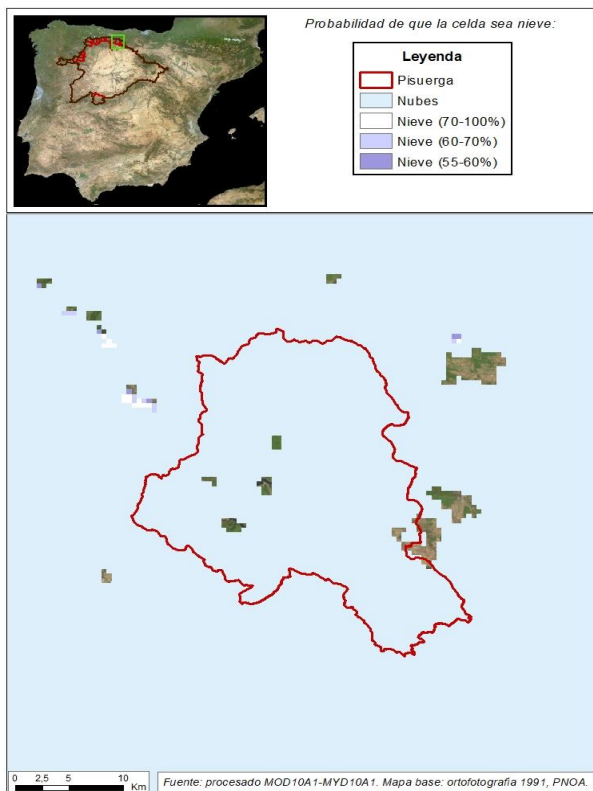 Probabilidad de que la celda sea nieve:
Leyenda
Pisuerga
Nubes
Nieve (70-100%)
Nieve (60-70%)
Nieve (55-60%)
0 2,5 5 10
Km
Fuente: procesado MOD10A1-MYD10A1. Mapa base: ortofotografia 1991, PNOA.